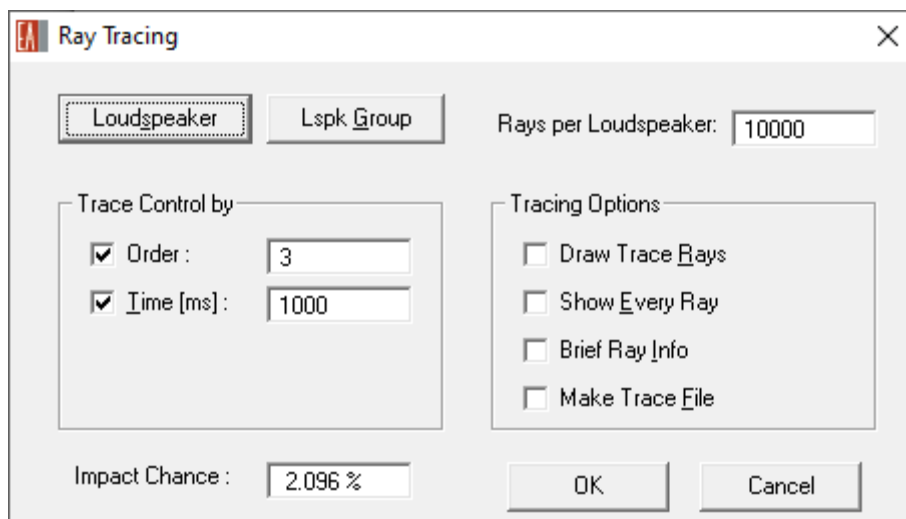 EA Ray Tracing
Loudspeaker Lspk Group Rays per Loudspeaker: 10000
Trace Control by
Order : 3
Time [ms] : 1000
Tracing Options
Draw Trace Rays
Show Every Ray
Brief Ray Info
Make Trace File
Impact Chance : 2.096 %
OK Cancel